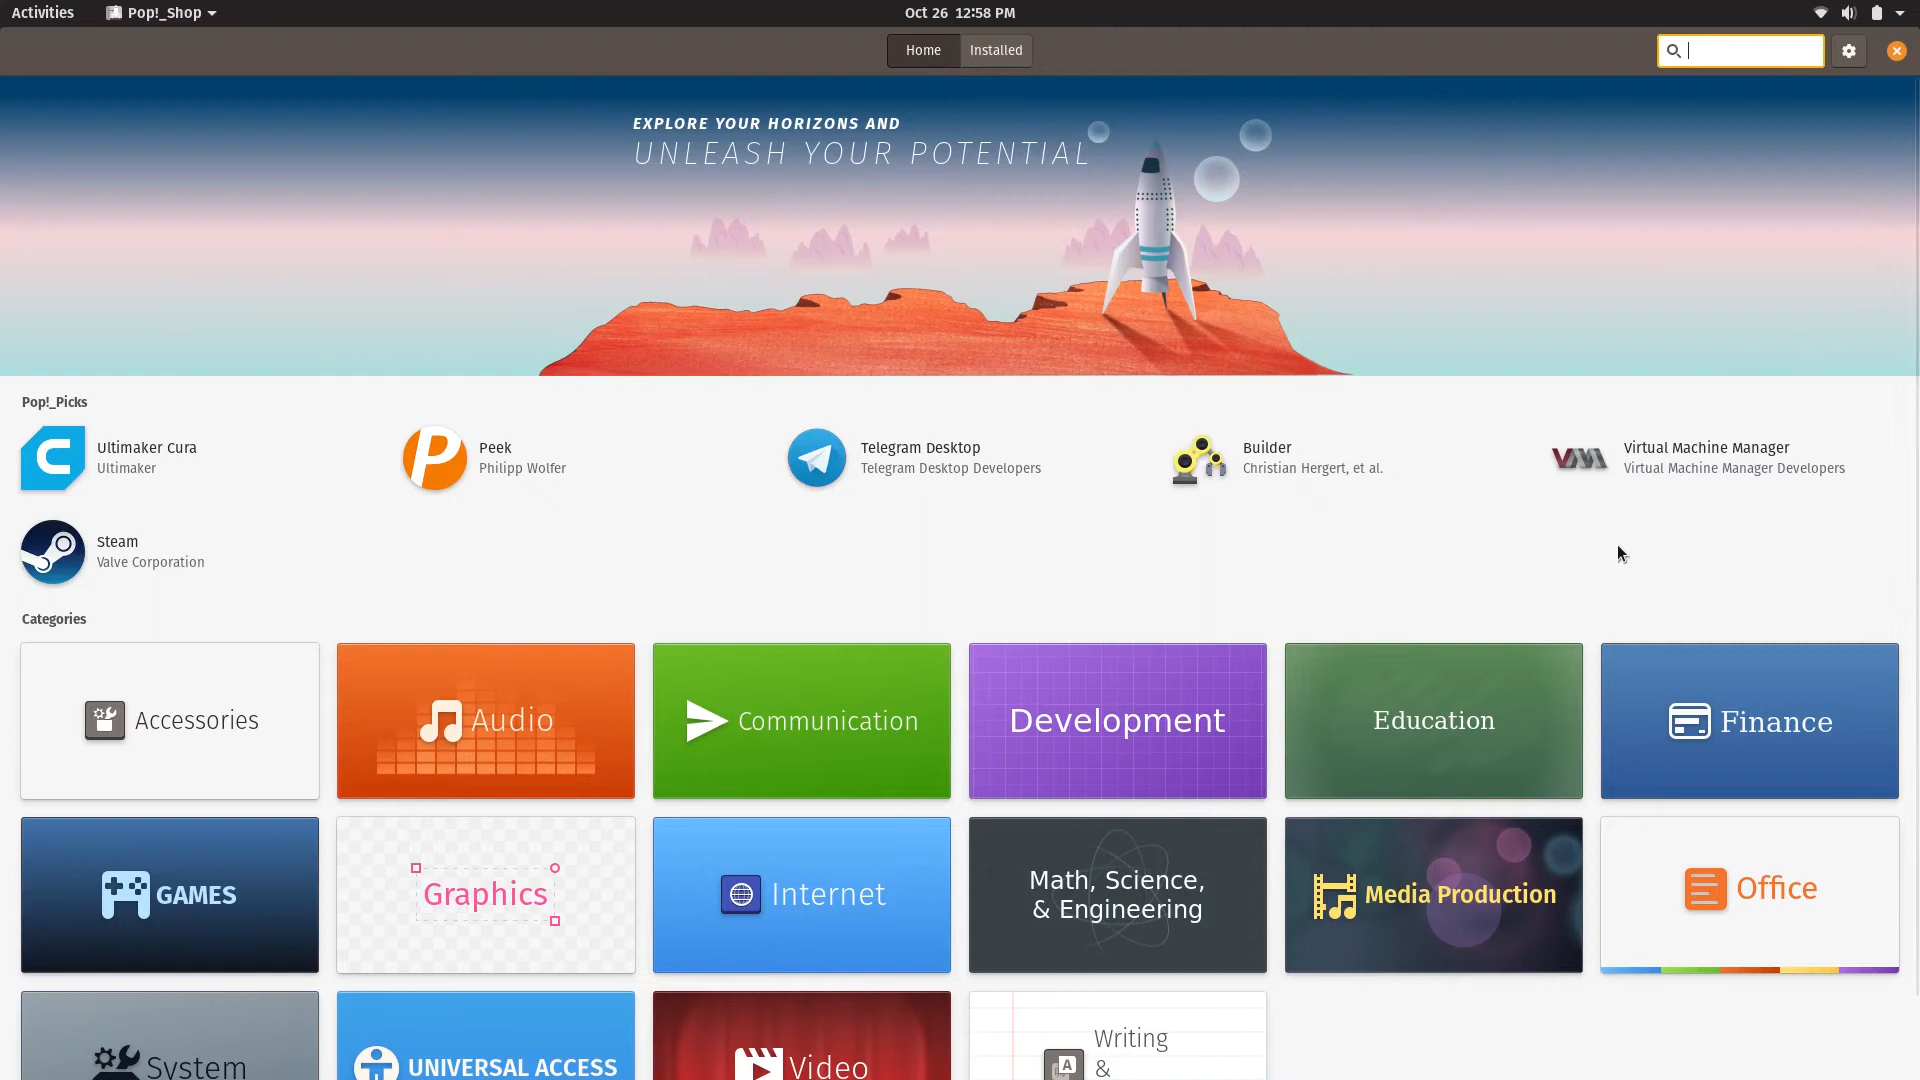 Activities
Pop!_Shop
Oct 26 12:58 PM
Home
Installed
EXPLORE YOUR HORIZONS AND
UNLEASH YOUR POTENTIAL
Pop!_Picks
Ultimaker Cura
Ultimaker
Peek
Philipp Wolfer
Telegram Desktop
Telegram Desktop Developers
Builder
Christian Hergert, et al.
Virtual Machine Manager
Virtual Machine Manager Developers
Steam
Valve Corporation
Categories
Accessories
Audio
Communication
Development
Education
Finance
GAMES
Graphics
Internet
Math, Science,
& Engineering
Media Production
Office
System
UNIVERSAL ACCESS
Video
Writing
&